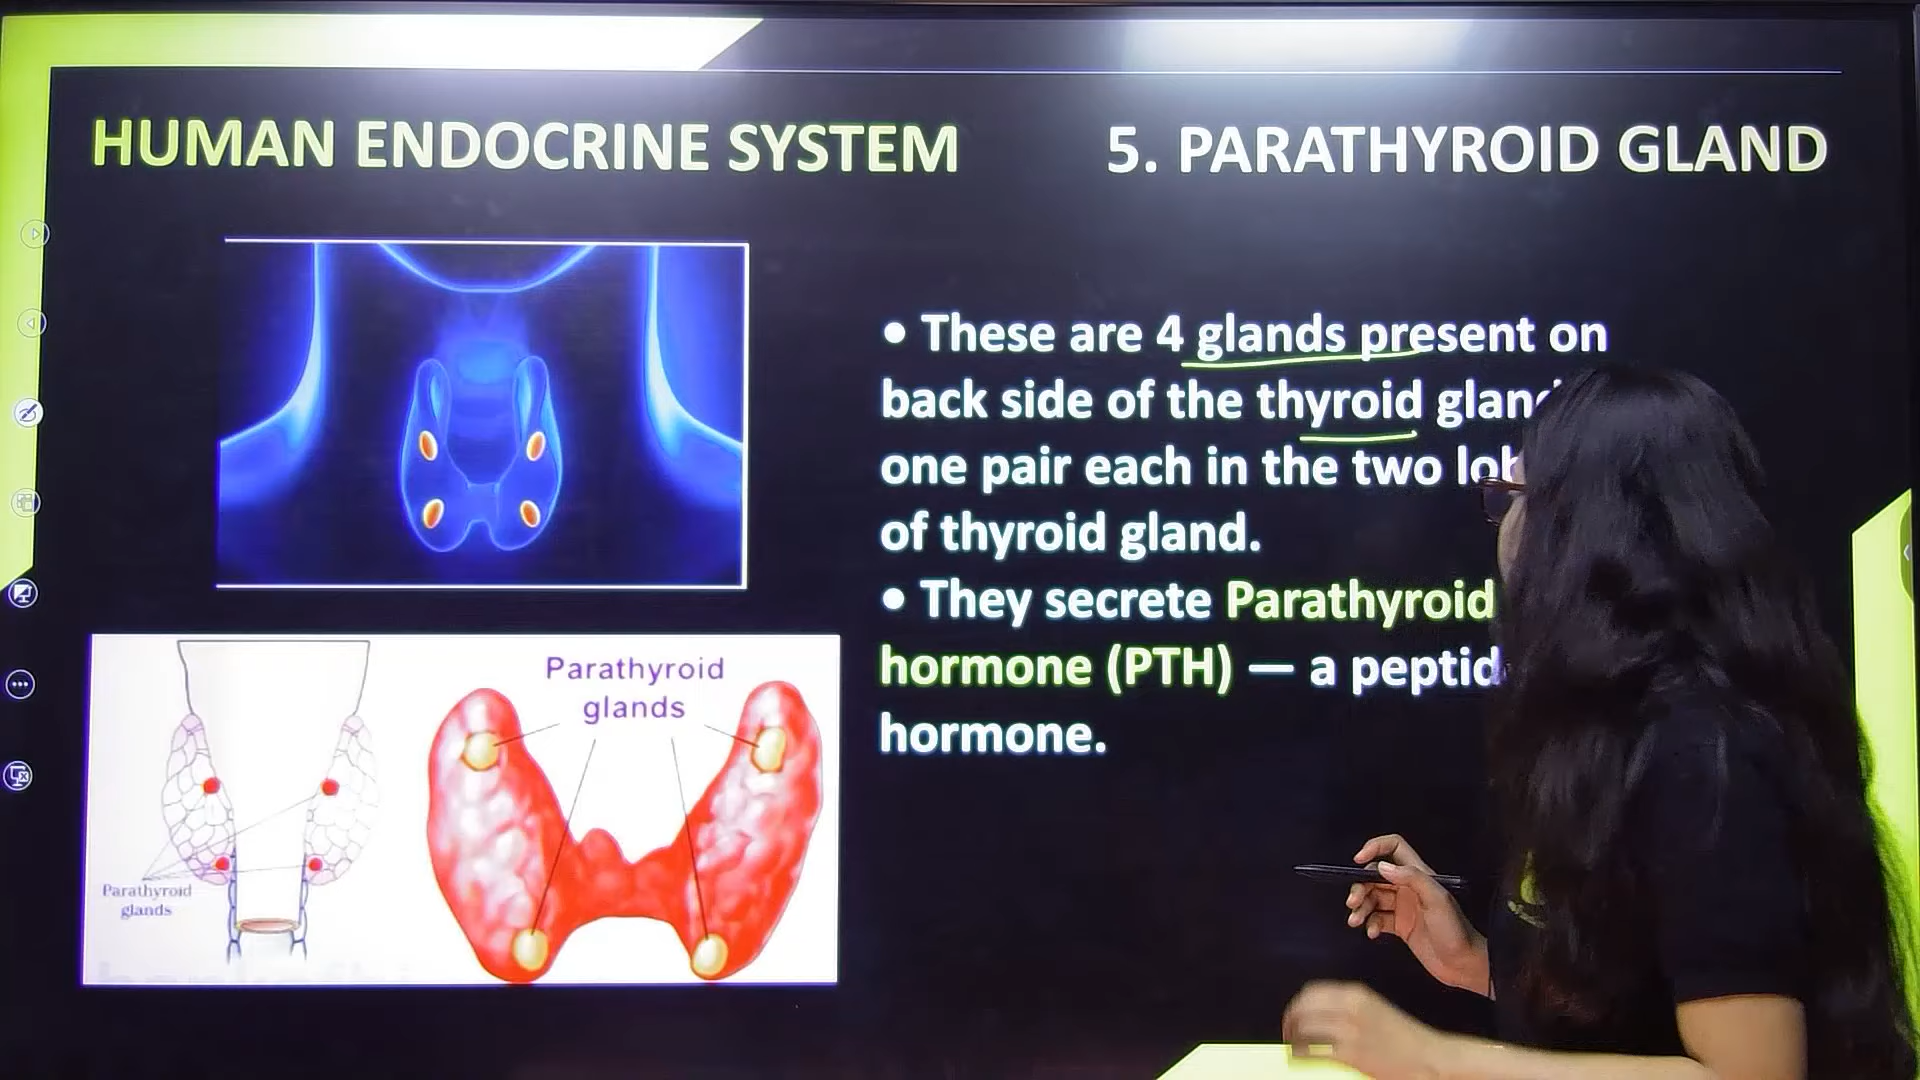 HUMAN ENDOCRINE SYSTEM
5. PARATHYROID GLAND
• These are 4 glands present on
back side of the thyroid
one pair each in the two
of thyroid gland.
• They secrete Parathyroid
hormone (PTH) — a
hormone.
Parathyroid
glands
Parathyroid
glands